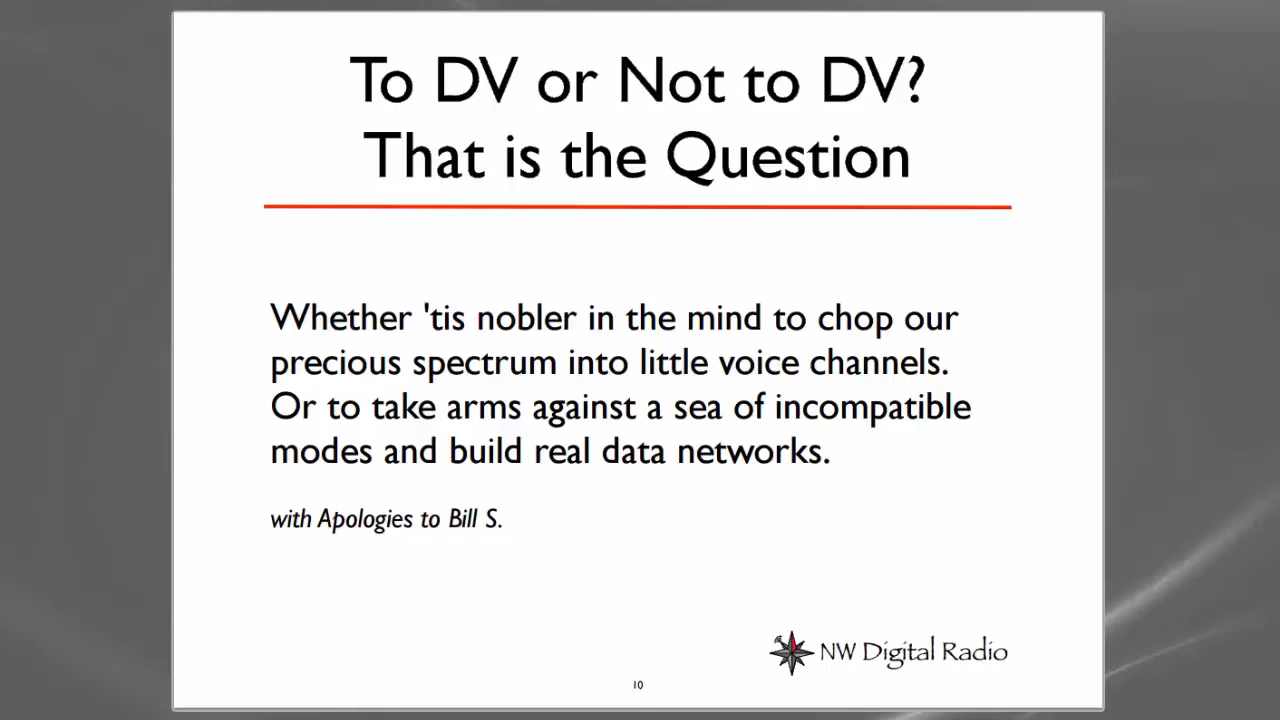 To DV or Not to DV?
That is the Question
Whether 'tis nobler in the mind to chop our
precious spectrum into little voice channels.
Or to take arms against a sea of incompatible
modes and build real data networks.
with Apologies to Bill S.
NW Digital Radio
10